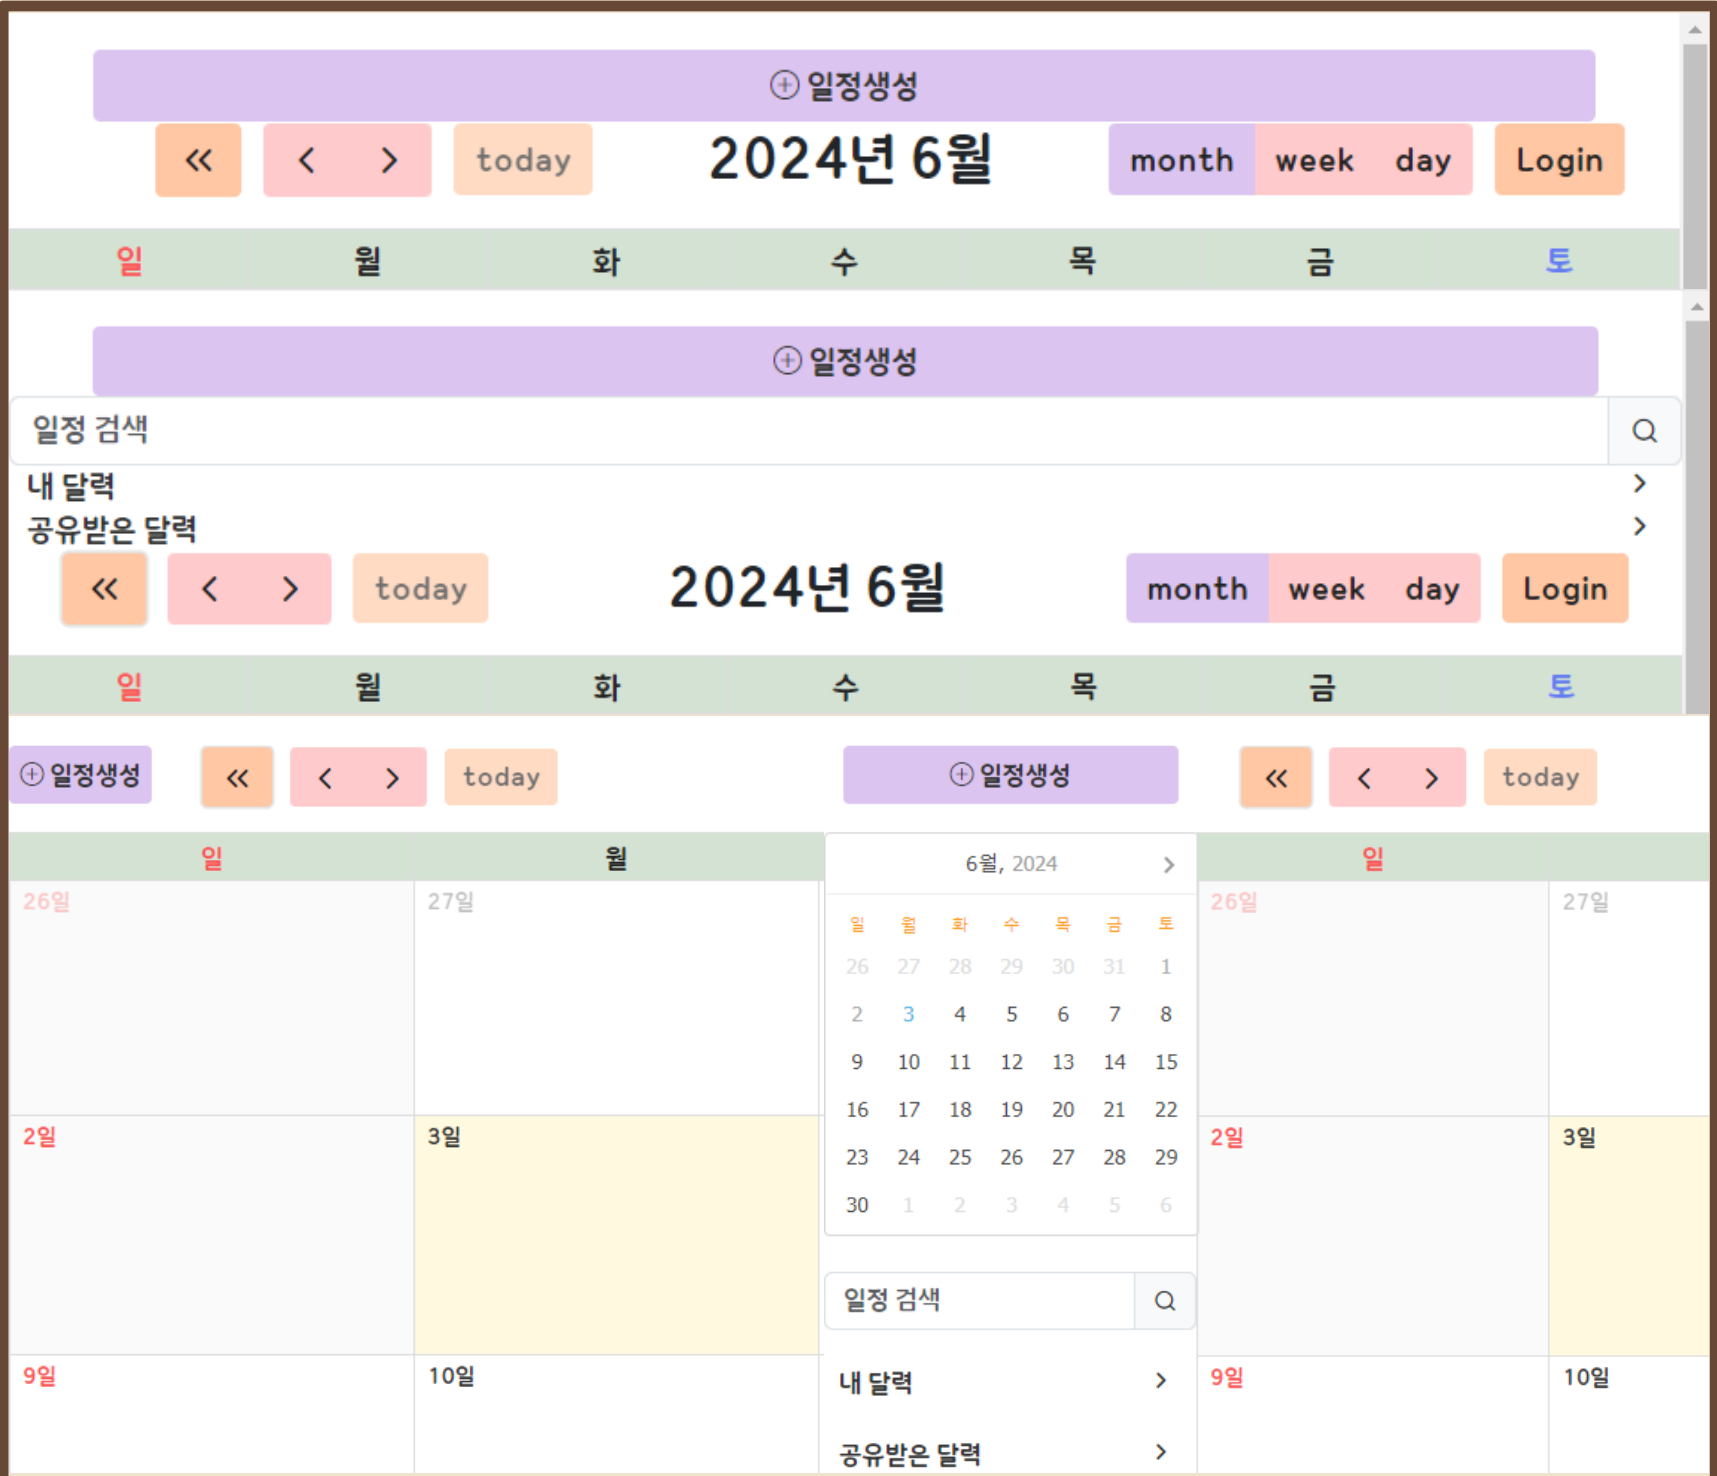 일정생성
today 2024년 6월 month week day Login
일 월 화 수 목 금 토
일정생성
일정 검색
내 달력
공유받은 달력
today 2024년 6월 month week day Login
일 월 화 수 목 금 토
일정생성 today
일 월
26일 27일
2일 3일
9일 10일
일정생성 today
6월, 2024
일 월 화 수 목 금 토
26 27 28 29 30 31 1
2 3 4 5 6 7 8
9 10 11 12 13 14 15
16 17 18 19 20 21 22
23 24 25 26 27 28 29
30 1 2 3 4 5 6
일정 검색
내 달력
공유받은 달력
일
26일 27일
2일 3일
9일 10일